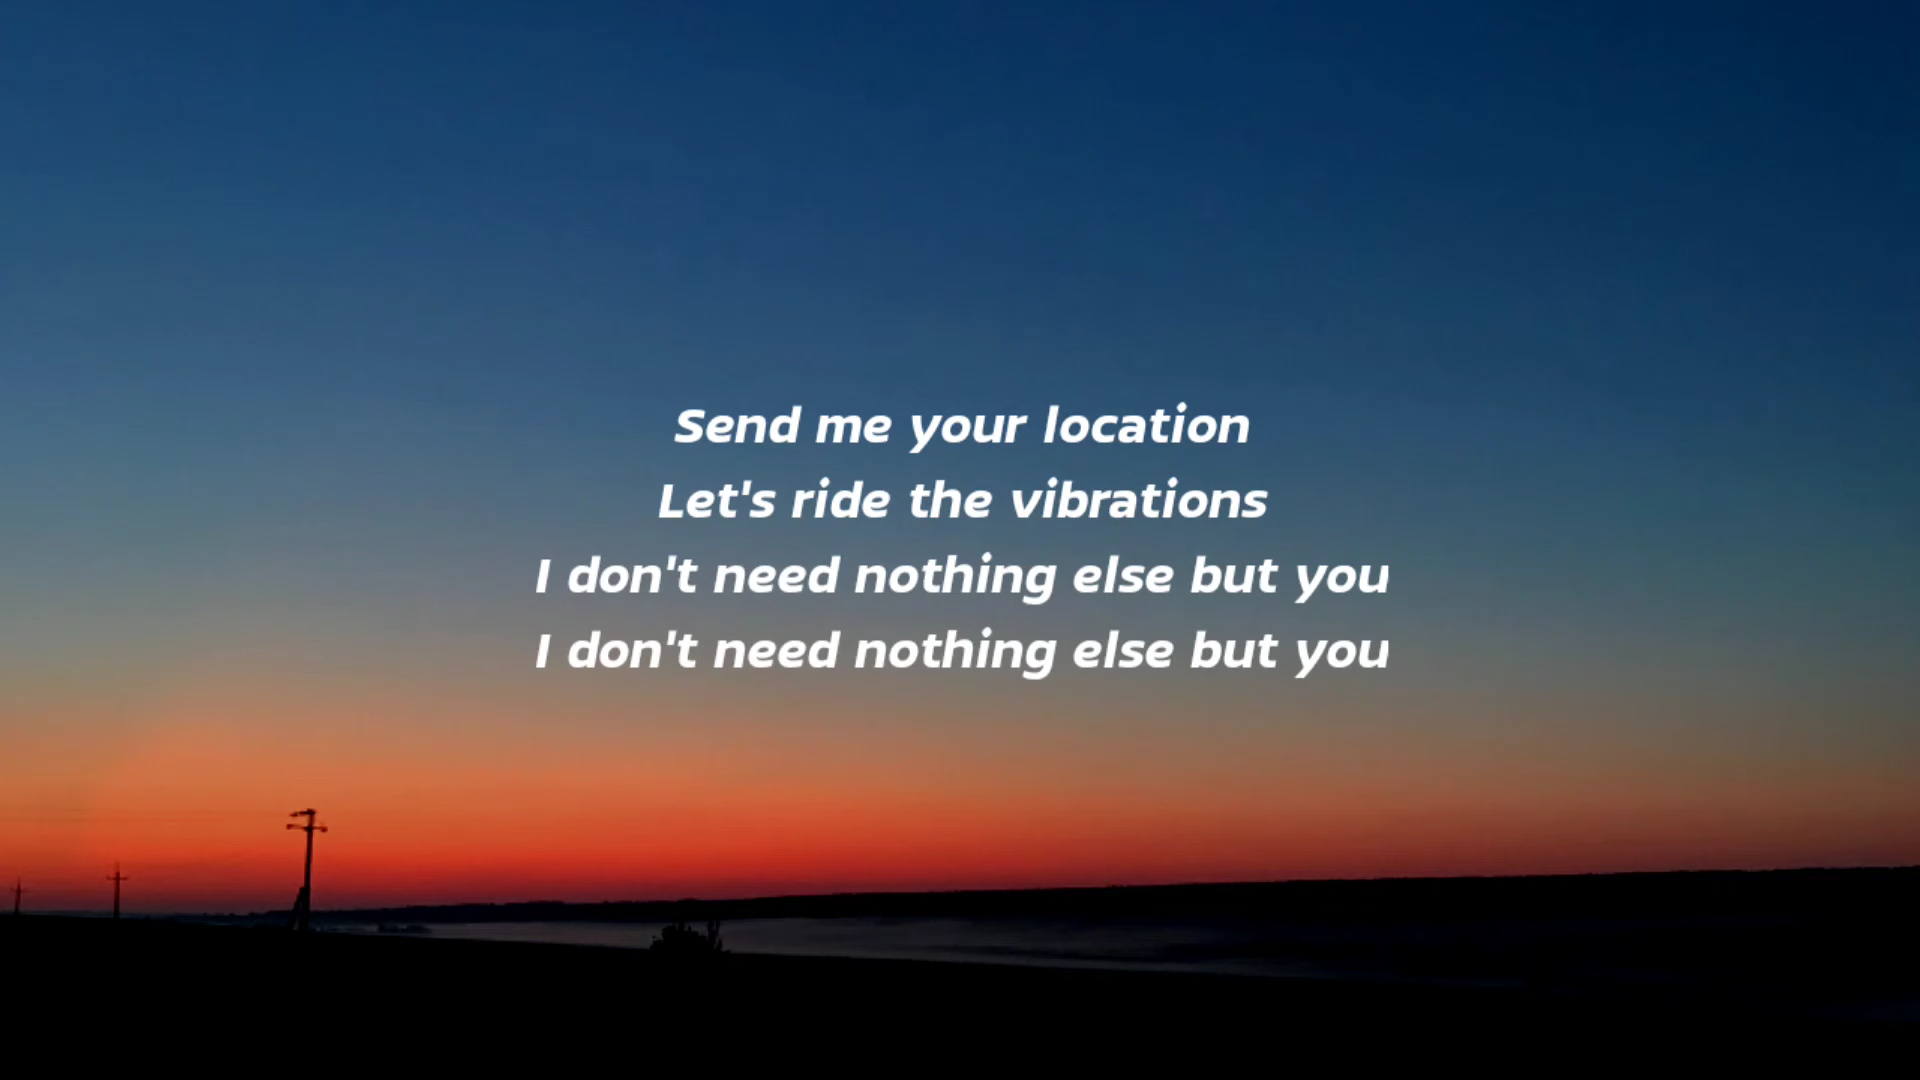 Send me your location
Let's ride the vibrations
I don't need nothing else but you
I don't need nothing else but you